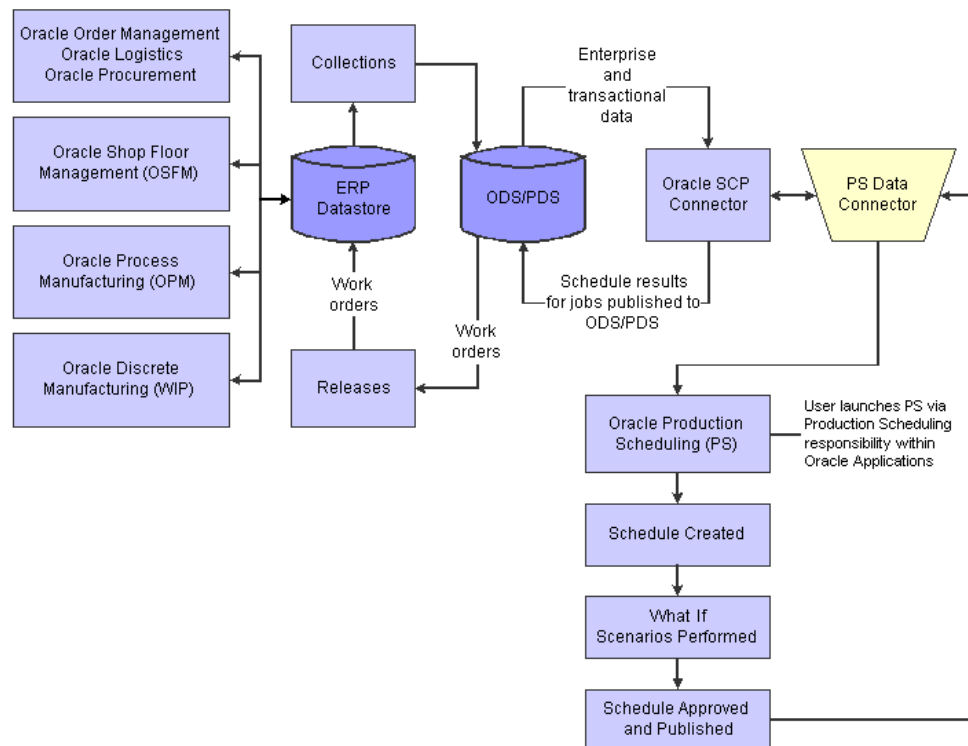 Oracle Order Management
Oracle Logistics
Oracle Procurement
Collections
Enterprise
and
transactional
data
Oracle Shop Floor
Management (OSFM)
ERP
Datastore
ODS/PDS
Oracle SCP
Connector
PS Data
Connector
Oracle Process
Manufacturing (OPM)
Work
orders
Schedule results
for jobs published to
ODS/PDS
Work
orders
Oracle Discrete
Manufacturing (WIP)
Releases
Oracle Production
Scheduling (PS)
User launches PS via
Production Scheduling
responsibility within
Oracle Applications
Schedule Created
What If
Scenarios Performed
Schedule Approved
and Published